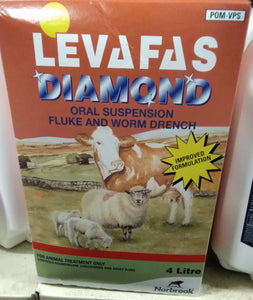 POM-VPS
LEVAFAS
DIAMOND
ORAL SUSPENSION
FLUKE AND WORM DRENCH
IMPROVED
FORMULATION
FOR ANIMAL TREATMENT ONLY
4 Litre
Norbrook